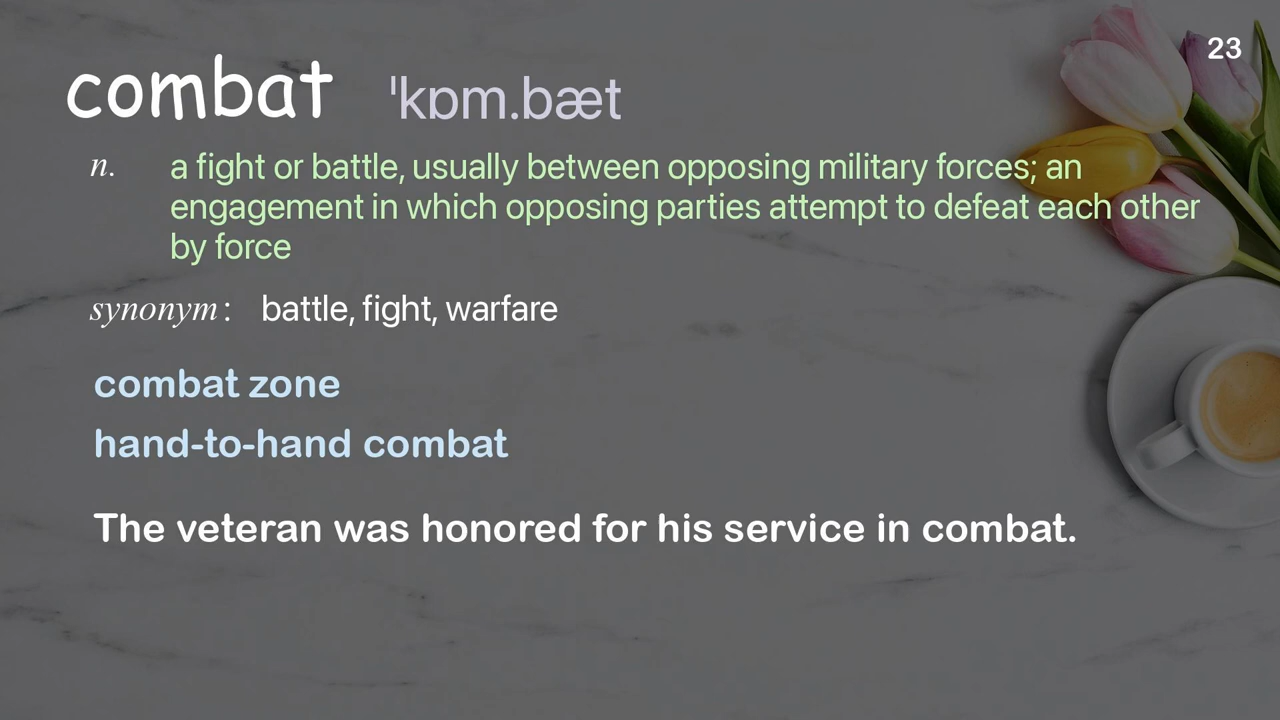 23
combat ˈkɒm.bæt
n. a fight or battle, usually between opposing military forces; an
engagement in which opposing parties attempt to defeat each other
by force
synonym: battle, fight, warfare
combat zone
hand-to-hand combat
The veteran was honored for his service in combat.